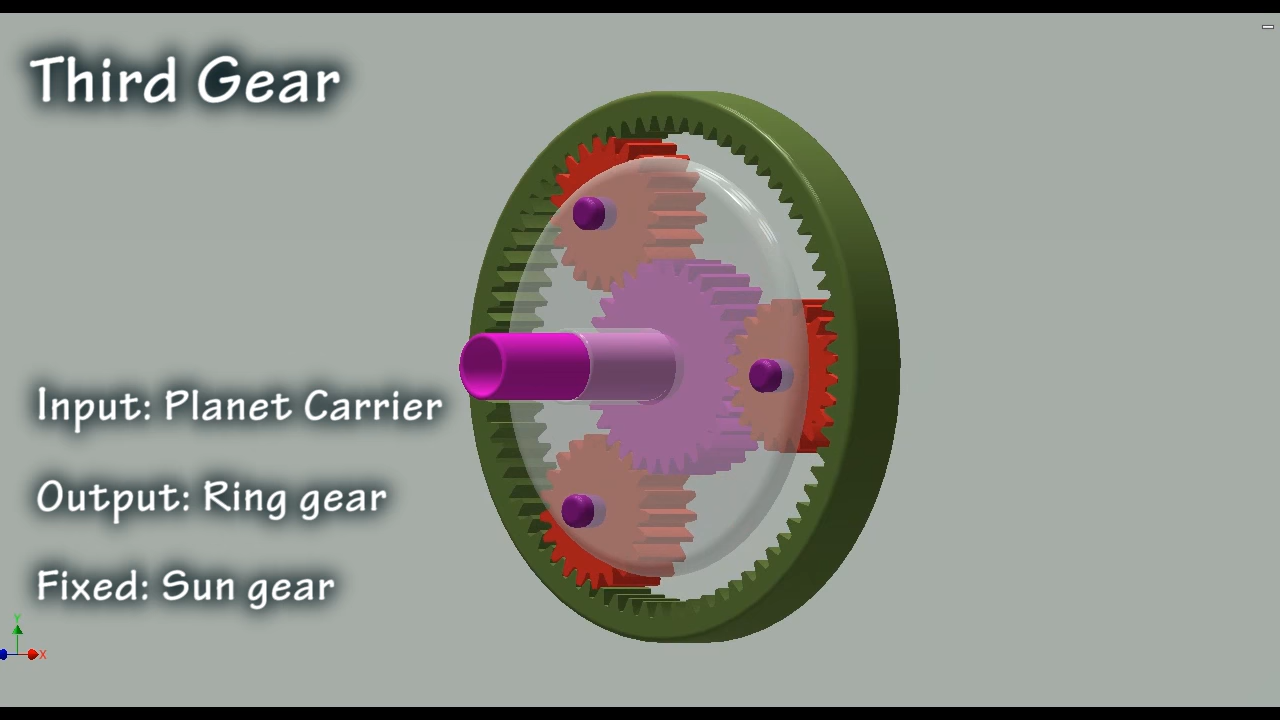 Third Gear
Input: Planet Carrier
Output: Ring gear
Fixed: Sun gear
Y
X